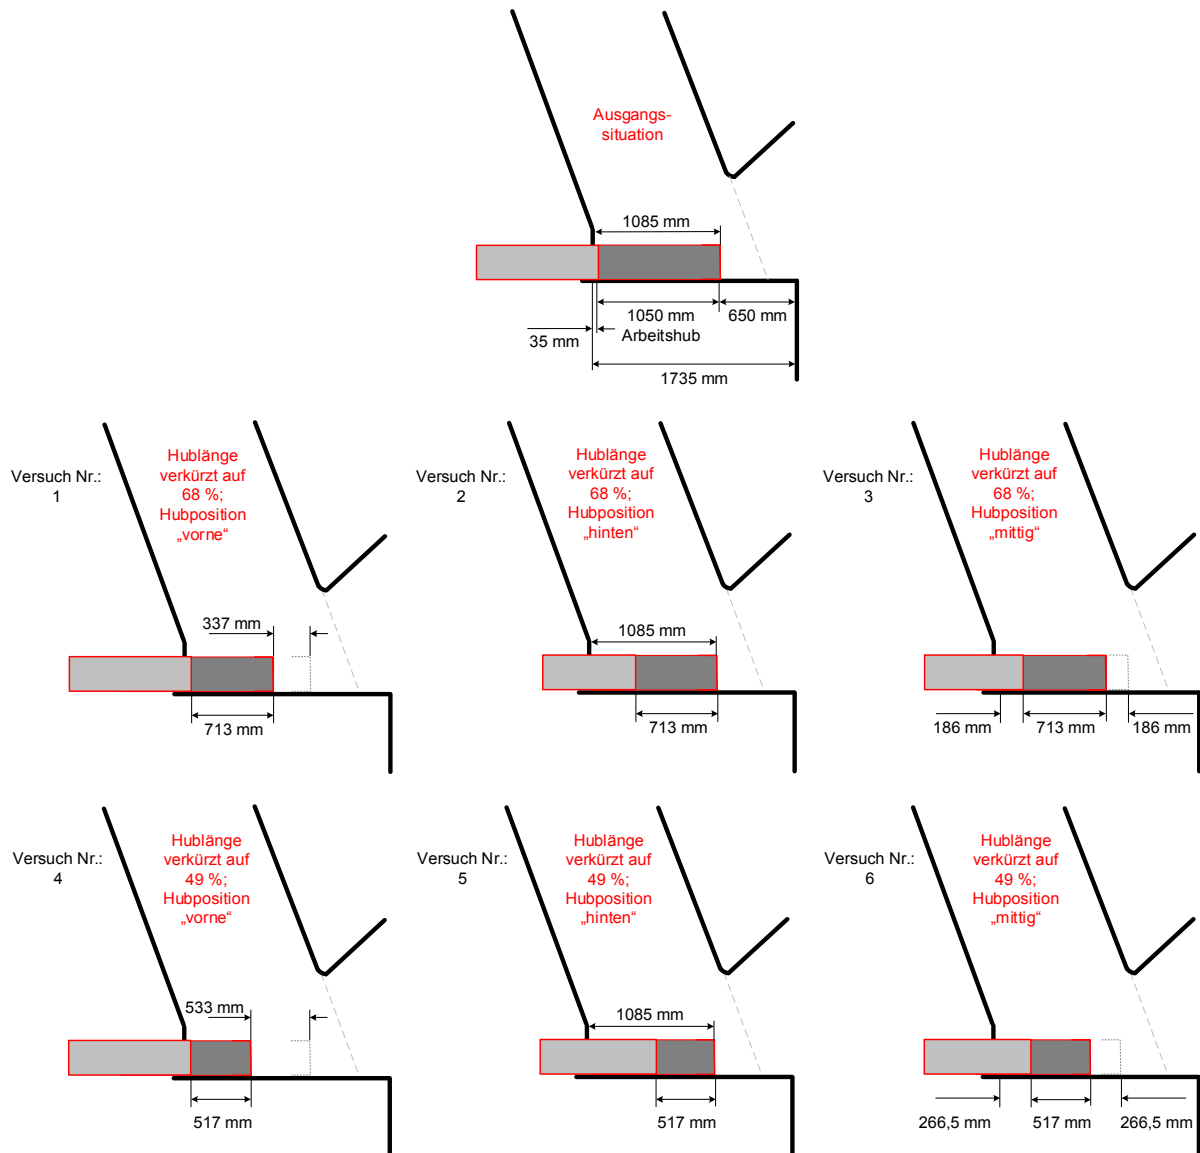 Ausgangs-
situation
1085 mm
1050 mm
650 mm
35 mm
Arbeitshub
1735 mm
Versuch Nr.:
1
Hublänge
verkürzt auf
68 %;
Hubposition
„vorne“
337 mm
713 mm
Versuch Nr.:
2
Hublänge
verkürzt auf
68 %;
Hubposition
„hinten“
1085 mm
713 mm
Versuch Nr.:
3
Hublänge
verkürzt auf
68 %;
Hubposition
„mittig“
186 mm
713 mm
186 mm
Versuch Nr.:
4
Hublänge
verkürzt auf
49 %;
Hubposition
„vorne“
533 mm
517 mm
Versuch Nr.:
5
Hublänge
verkürzt auf
49 %;
Hubposition
„hinten“
1085 mm
517 mm
Versuch Nr.:
6
Hublänge
verkürzt auf
49 %;
Hubposition
„mittig“
266,5 mm
517 mm
266,5 mm